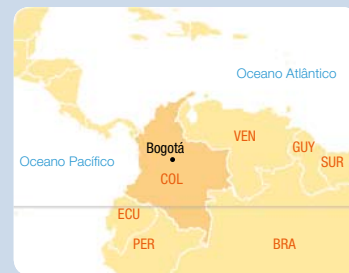 Oceano Atlântico
VEN
Bogotá
GUY
Oceano Pacífico
SUR
COL
ECU
PER
BRA